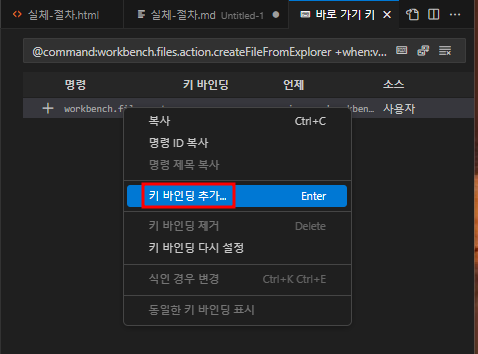 실체-절차.html 실체-절차.md Untitled-1 바로 가기 키
@command:workbench.files.action.createFileFromExplorer +when:v...
명령 키 바인딩 언제 소스
사용자
복사 Ctrl+C
명령 ID 복사
명령 제목 복사
키 바인딩 추가... Enter
키 바인딩 제거 Delete
키 바인딩 다시 설정
식인 경우 변경 Ctrl+K Ctrl+E
동일한 키 바인딩 표시